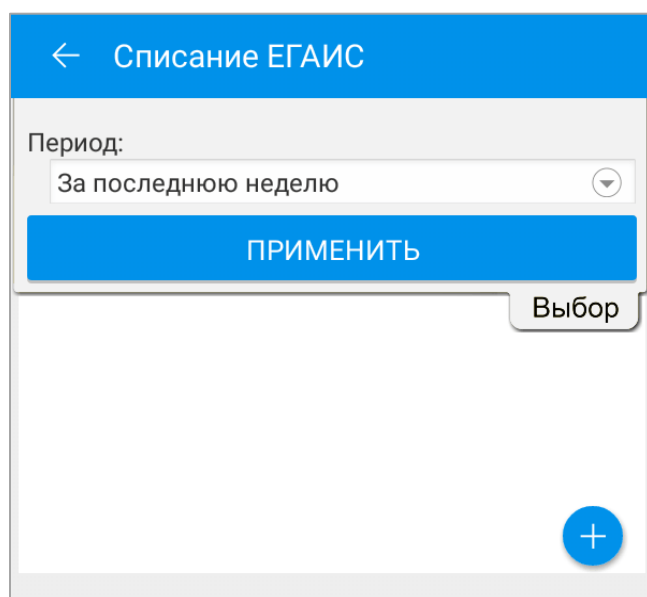 Списание ЕГАИС
Период:
За последнюю неделю
ПРИМЕНИТЬ
Выбор